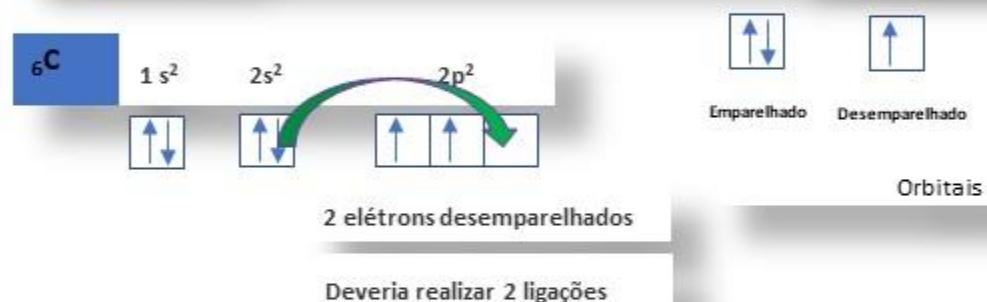 ₆C
1 s² 2s² 2p²
Emparelhado Desemparelhado
Orbitais
2 elétrons desemparelhados
Deveria realizar 2 ligações